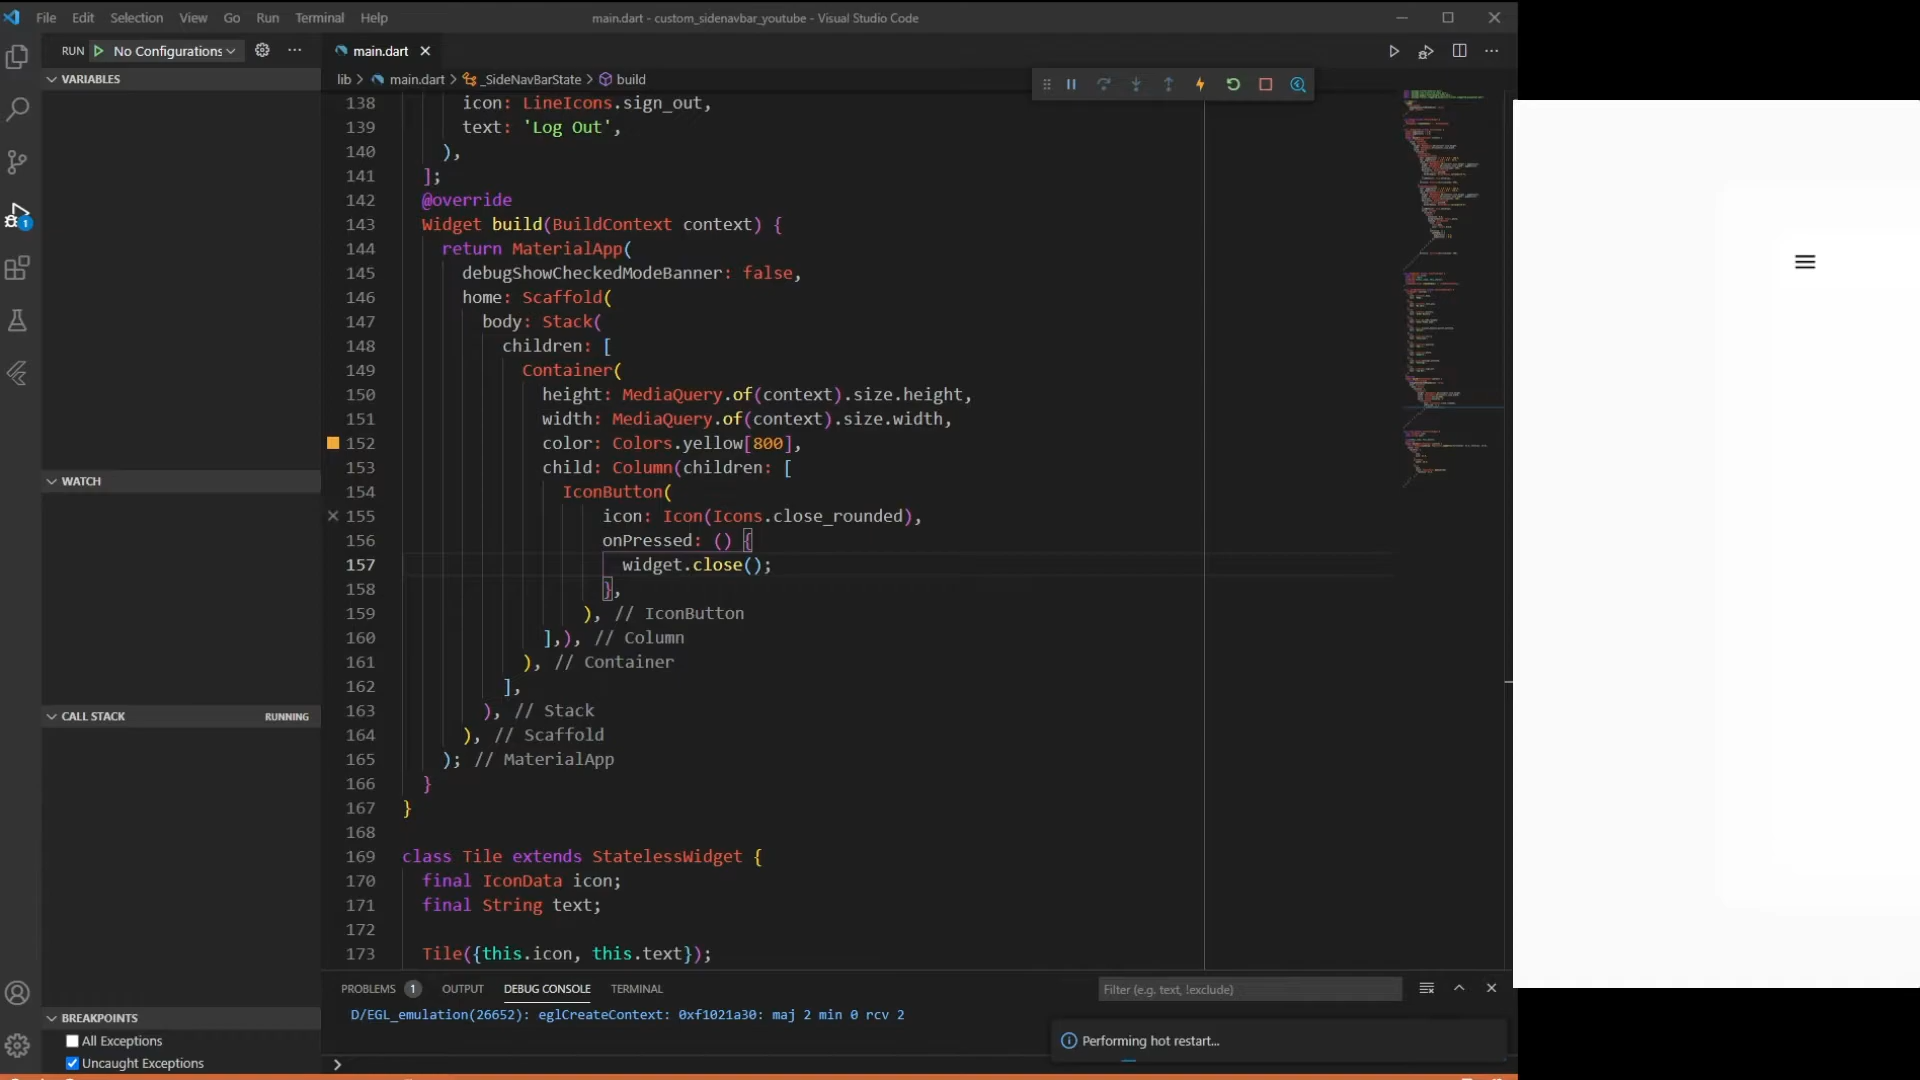 File Edit Selection View Go Run Terminal Help
main.dart - custom_sidenavbar_youtube - Visual Studio Code
RUN No Configurations
main.dart
VARIABLES
lib > main.dart > _SideNavBarState > build
138 icon: LineIcons.sign_out,
139 text: 'Log Out',
140 ),
141 ];
142 @override
143 Widget build(BuildContext context) {
144 return MaterialApp(
145 debugShowCheckedModeBanner: false,
146 home: Scaffold(
147 body: Stack(
148 children: [
149 Container(
150 height: MediaQuery.of(context).size.height,
151 width: MediaQuery.of(context).size.width,
152 color: Colors.yellow[800],
153 child: Column(children: [
154 IconButton(
155 icon: Icon(Icons.close_rounded),
156 onPressed: () {
157 widget.close();
158 },
159 ), // IconButton
160 ],), // Column
161 ), // Container
162 ],
163 ), // Stack
164 ), // Scaffold
165 ); // MaterialApp
166 }
167 }
168
169 class Tile extends StatelessWidget {
170 final IconData icon;
171 final String text;
172
173 Tile({this.icon, this.text});
WATCH
CALL STACK RUNNING
BREAKPOINTS
All Exceptions
Uncaught Exceptions
1
PROBLEMS 1 OUTPUT DEBUG CONSOLE TERMINAL
Filter (e.g. text, !exclude)
D/EGL_emulation(26652): eglCreateContext: 0xf1021a30: maj 2 min 0 rcv 2
Performing hot restart...